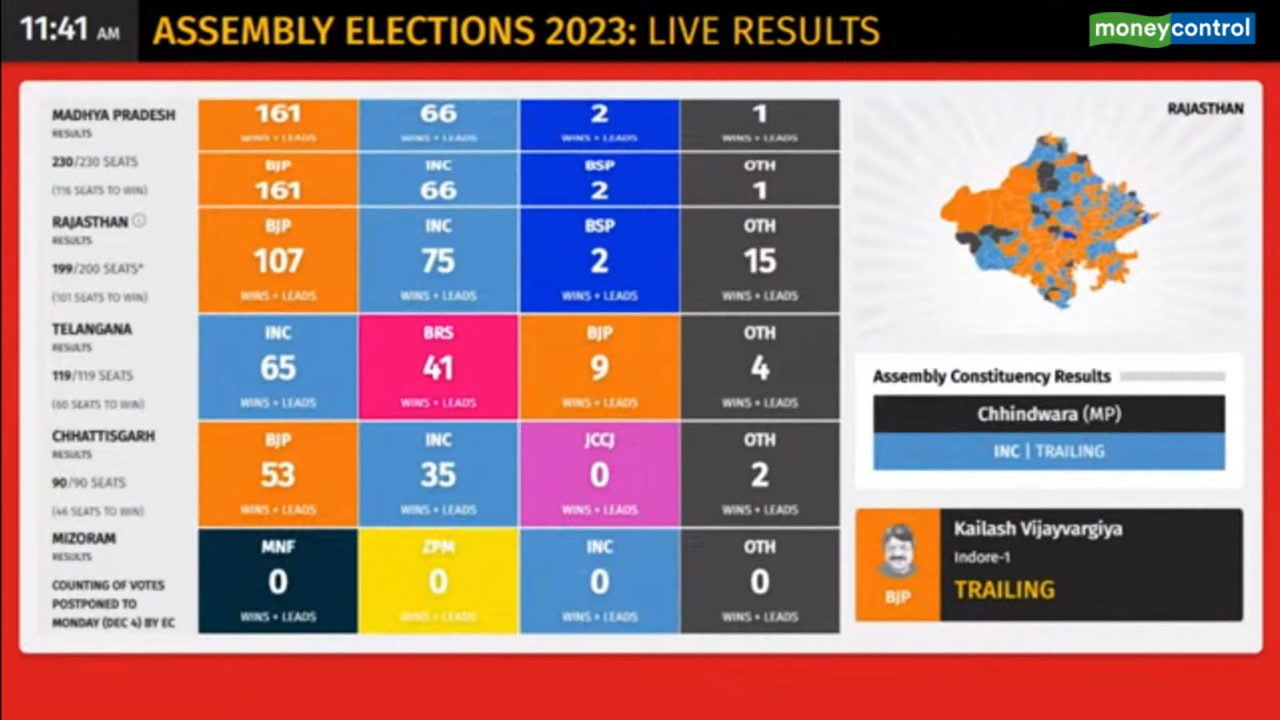 11:41 AM
ASSEMBLY ELECTIONS 2023: LIVE RESULTS
moneycontrol
MADHYA PRADESH
RESULTS
230/230 SEATS
(116 SEATS TO WIN)
161 66 2 1
WINS + LEADS WINS + LEADS WINS + LEADS WINS + LEADS
BJP INC BSP OTH
161 66 2 1
RAJASTHAN
RESULTS
199/200 SEATS*
(101 SEATS TO WIN)
BJP INC BSP OTH
107 75 2 15
WINS + LEADS WINS + LEADS WINS + LEADS WINS + LEADS
TELANGANA
RESULTS
119/119 SEATS
(60 SEATS TO WIN)
INC BRS BJP OTH
65 41 9 4
WINS + LEADS WINS + LEADS WINS + LEADS WINS + LEADS
CHHATTISGARH
RESULTS
90/90 SEATS
(46 SEATS TO WIN)
BJP INC JCCJ OTH
53 35 0 2
WINS + LEADS WINS + LEADS WINS + LEADS WINS + LEADS
MIZORAM
RESULTS
COUNTING OF VOTES
POSTPONED TO
MONDAY (DEC 4) BY EC
MNF ZPM INC OTH
0 0 0 0
WINS + LEADS WINS + LEADS WINS + LEADS WINS + LEADS
RAJASTHAN
Assembly Constituency Results
Chhindwara (MP)
INC | TRAILING
BJP
Kailash Vijayvargiya
Indore-1
TRAILING